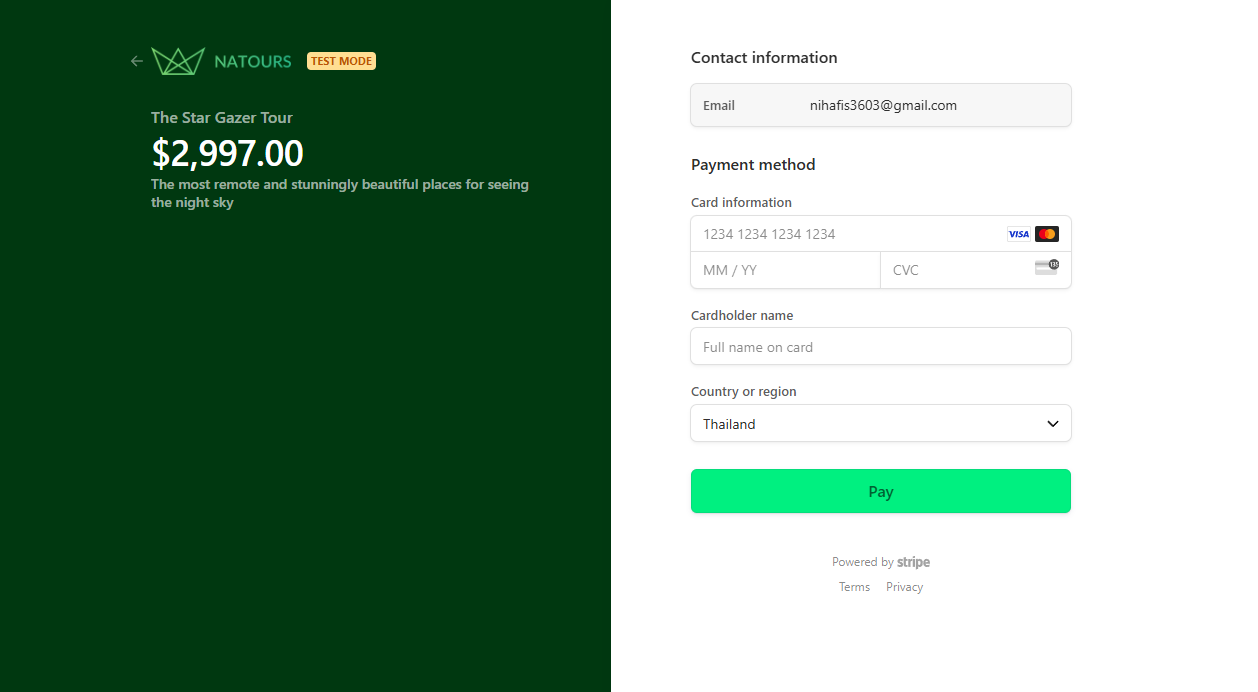 NATOURS TEST MODE
The Star Gazer Tour
$2,997.00
The most remote and stunningly beautiful places for seeing
the night sky
Contact information
Email nihafis3603@gmail.com
Payment method
Card information
1234 1234 1234 1234 VISA
MM / YY CVC 135
Cardholder name
Full name on card
Country or region
Thailand
Pay
Powered by stripe
Terms Privacy